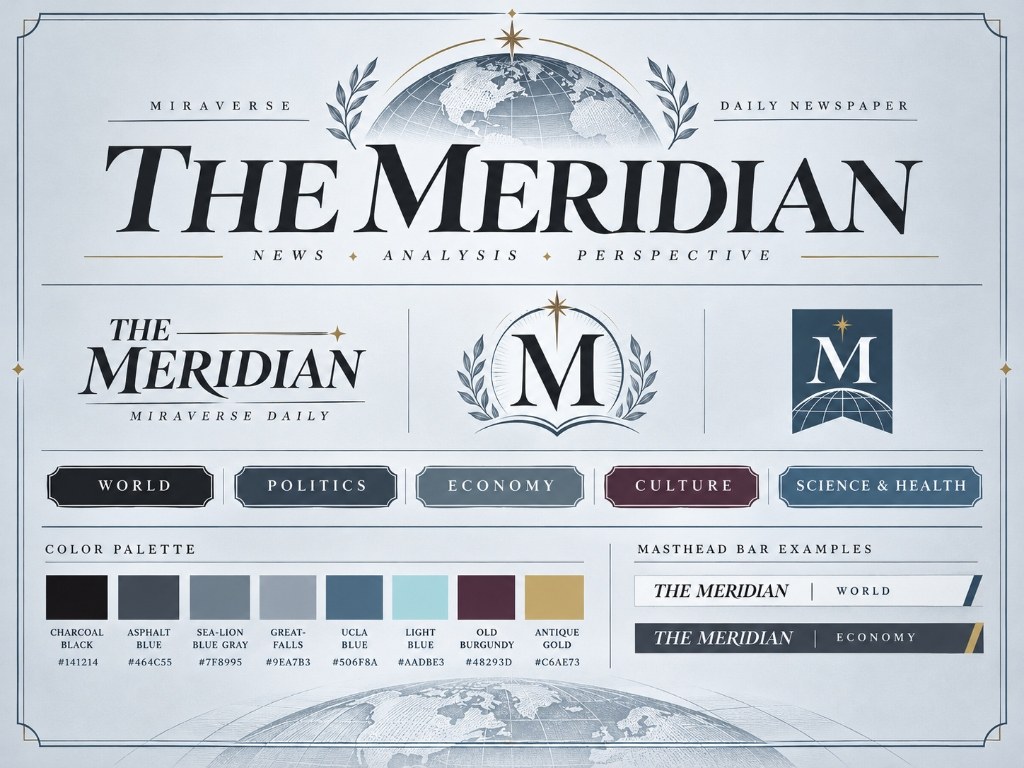 MIRAVERSE
DAILY NEWSPAPER
THE MERIDIAN
NEWS ✦ ANALYSIS ✦ PERSPECTIVE
THE
MERIDIAN
MIRAVERSE DAILY
M
M
WORLD
POLITICS
ECONOMY
CULTURE
SCIENCE & HEALTH
COLOR PALETTE
CHARCOAL
BLACK
#141214
ASPHALT
BLUE
#464C55
SEA-LION
BLUE GRAY
#7F8995
GREAT-
FALLS
#9EA7B3
UCLA
BLUE
#506F8A
LIGHT
BLUE
#AADBE3
OLD
BURGUNDY
#48293D
ANTIQUE
GOLD
#C6AE73
MASTHEAD BAR EXAMPLES
THE MERIDIAN | WORLD
THE MERIDIAN | ECONOMY